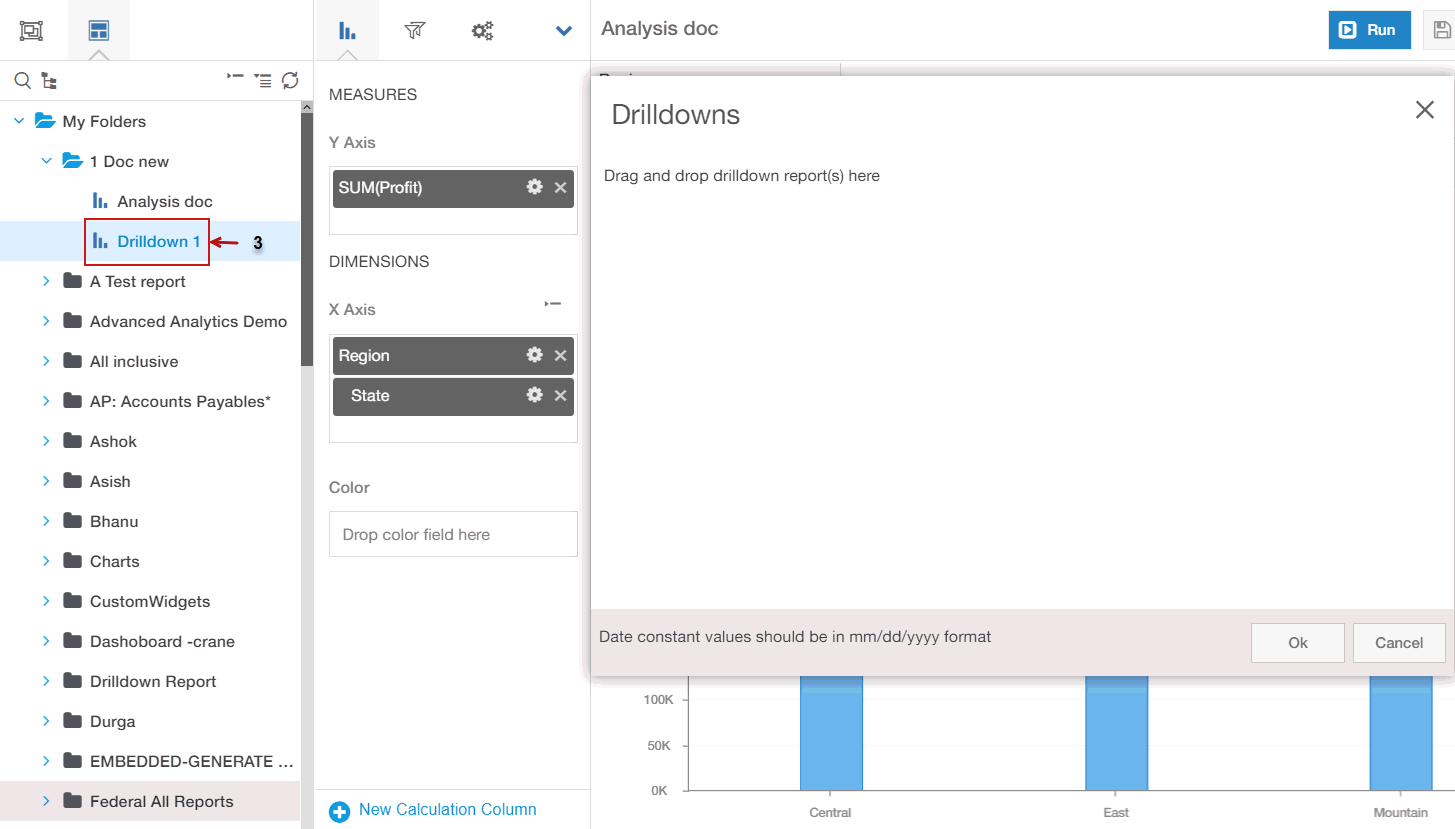 Analysis doc
Run
My Folders
1 Doc new
Analysis doc
Drilldown 1
3
A Test report
Advanced Analytics Demo
All inclusive
AP: Accounts Payables*
Ashok
Asish
Bhanu
Charts
CustomWidgets
Dashoboard -crane
Drilldown Report
Durga
EMBEDDED-GENERATE ...
Federal All Reports
MEASURES
Y Axis
SUM(Profit)
DIMENSIONS
X Axis
Region
State
Color
Drop color field here
New Calculation Column
Drilldowns
Drag and drop drilldown report(s) here
Date constant values should be in mm/dd/yyyy format
Ok
Cancel
100K
50K
0K
Central
East
Mountain